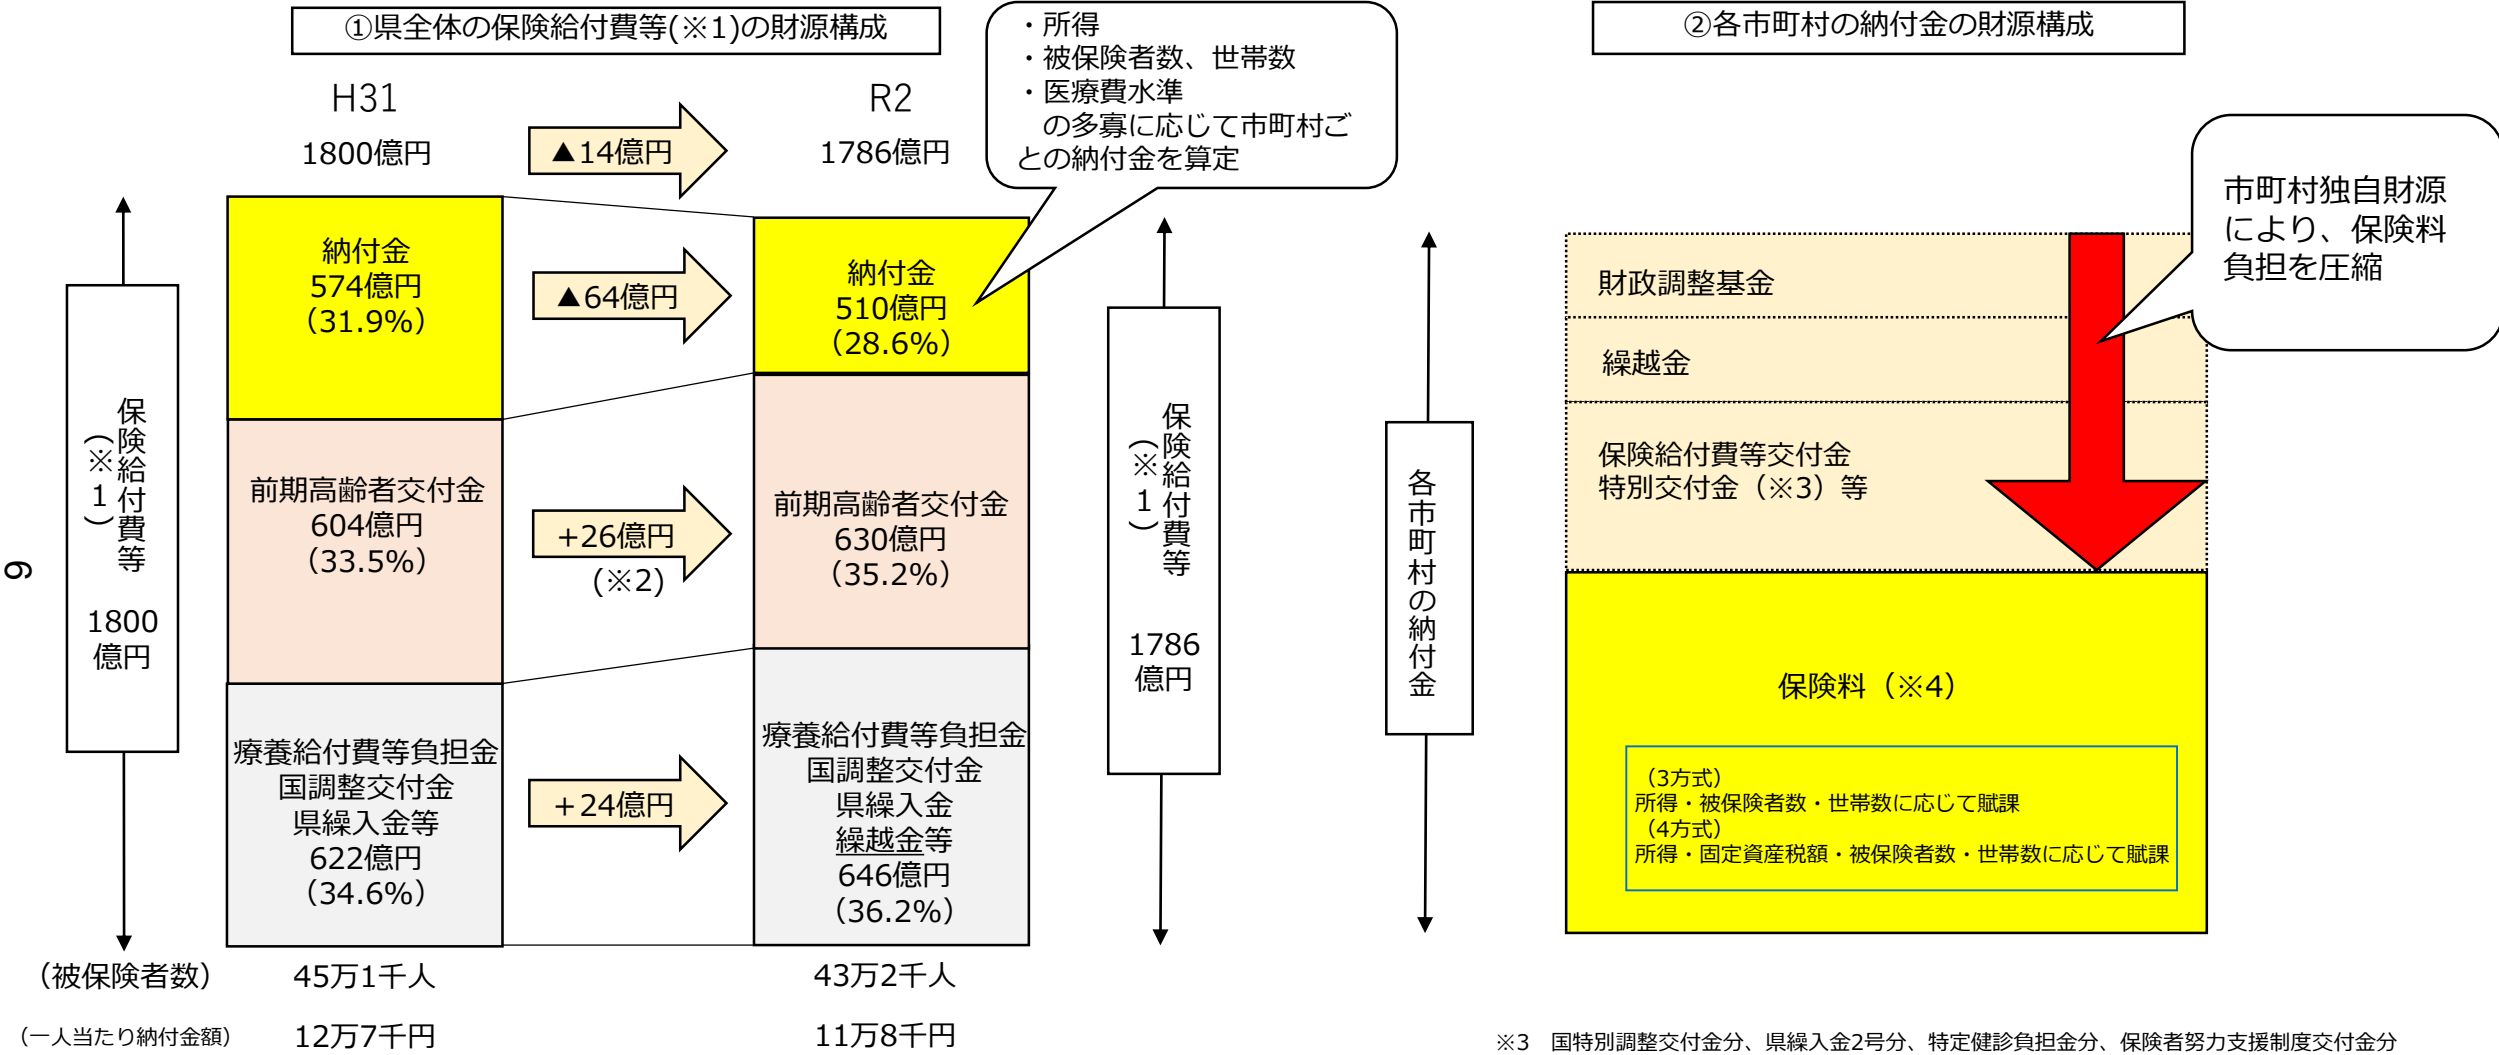 ①県全体の保険給付費等(※1)の財源構成
H31
1800億円
▲14億円
R2
1786億円
・所得
・被保険者数、世帯数
・医療費水準
の多寡に応じて市町村ご
との納付金を算定
保険給付費等
(※1)
1800
億円
納付金
574億円
（31.9%）
▲64億円
納付金
510億円
（28.6%）
前期高齢者交付金
604億円
（33.5%）
+26億円
(※2)
前期高齢者交付金
630億円
（35.2%）
療養給付費等負担金
国調整交付金
県繰入金等
622億円
（34.6%）
+24億円
療養給付費等負担金
国調整交付金
県繰入金
繰越金等
646億円
（36.2%）
保険給付費等
(※1)
1786
億円
（被保険者数）
45万1千人
43万2千人
（一人当たり納付金額）
12万7千円
11万8千円
9
②各市町村の納付金の財源構成
各市町村の納付金
財政調整基金
繰越金
保険給付費等交付金
特別交付金（※3）等
市町村独自財源
により、保険料
負担を圧縮
保険料（※4）
（3方式）
所得・被保険者数・世帯数に応じて賦課
（4方式）
所得・固定資産税額・被保険者数・世帯数に応じて賦課
※3　国特別調整交付金分、県繰入金2号分、特定健診負担金分、保険者努力支援制度交付金分